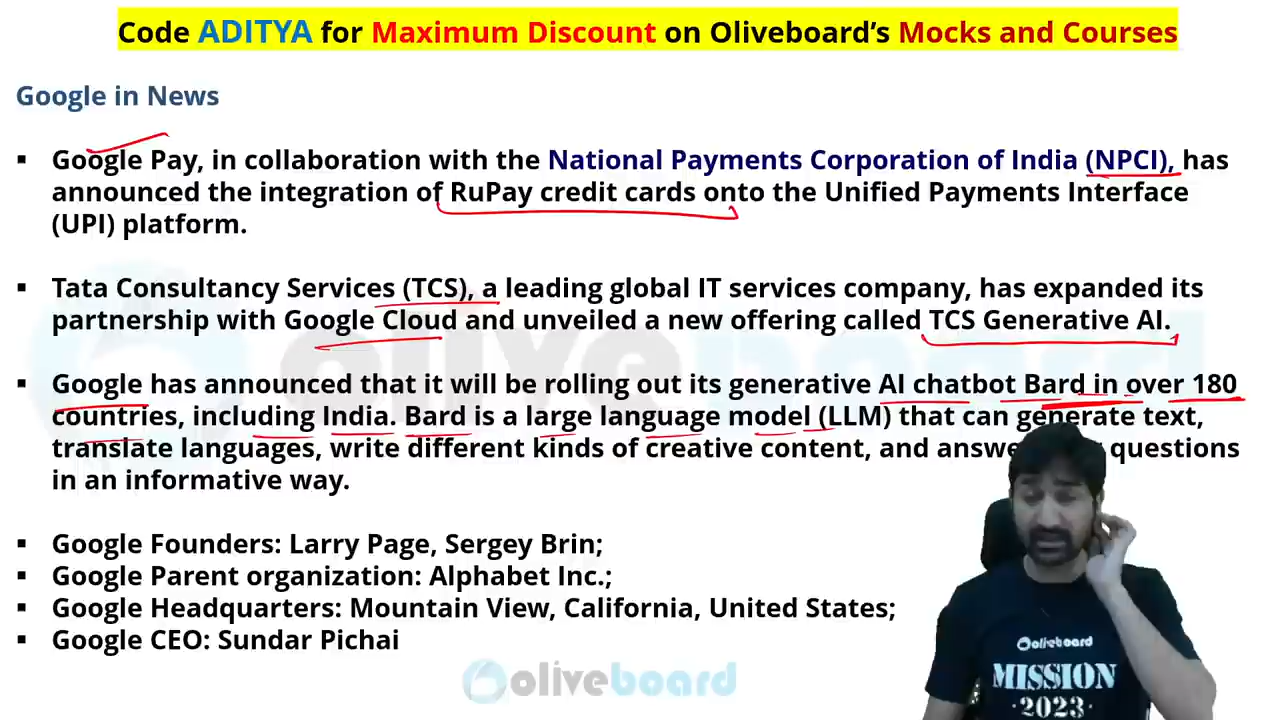 Code ADITYA for Maximum Discount on Oliveboard’s Mocks and Courses
Google in News
▪ Google Pay, in collaboration with the National Payments Corporation of India (NPCI), has
announced the integration of RuPay credit cards onto the Unified Payments Interface
(UPI) platform.
▪ Tata Consultancy Services (TCS), a leading global IT services company, has expanded its
partnership with Google Cloud and unveiled a new offering called TCS Generative AI.
▪ Google has announced that it will be rolling out its generative AI chatbot Bard in over 180
countries, including India. Bard is a large language model (LLM) that can generate text,
translate languages, write different kinds of creative content, and answe questions
in an informative way.
▪ Google Founders: Larry Page, Sergey Brin;
▪ Google Parent organization: Alphabet Inc.;
▪ Google Headquarters: Mountain View, California, United States;
▪ Google CEO: Sundar Pichai
oliveboard
oliveboard
oliveboard
MISSION
·2023·